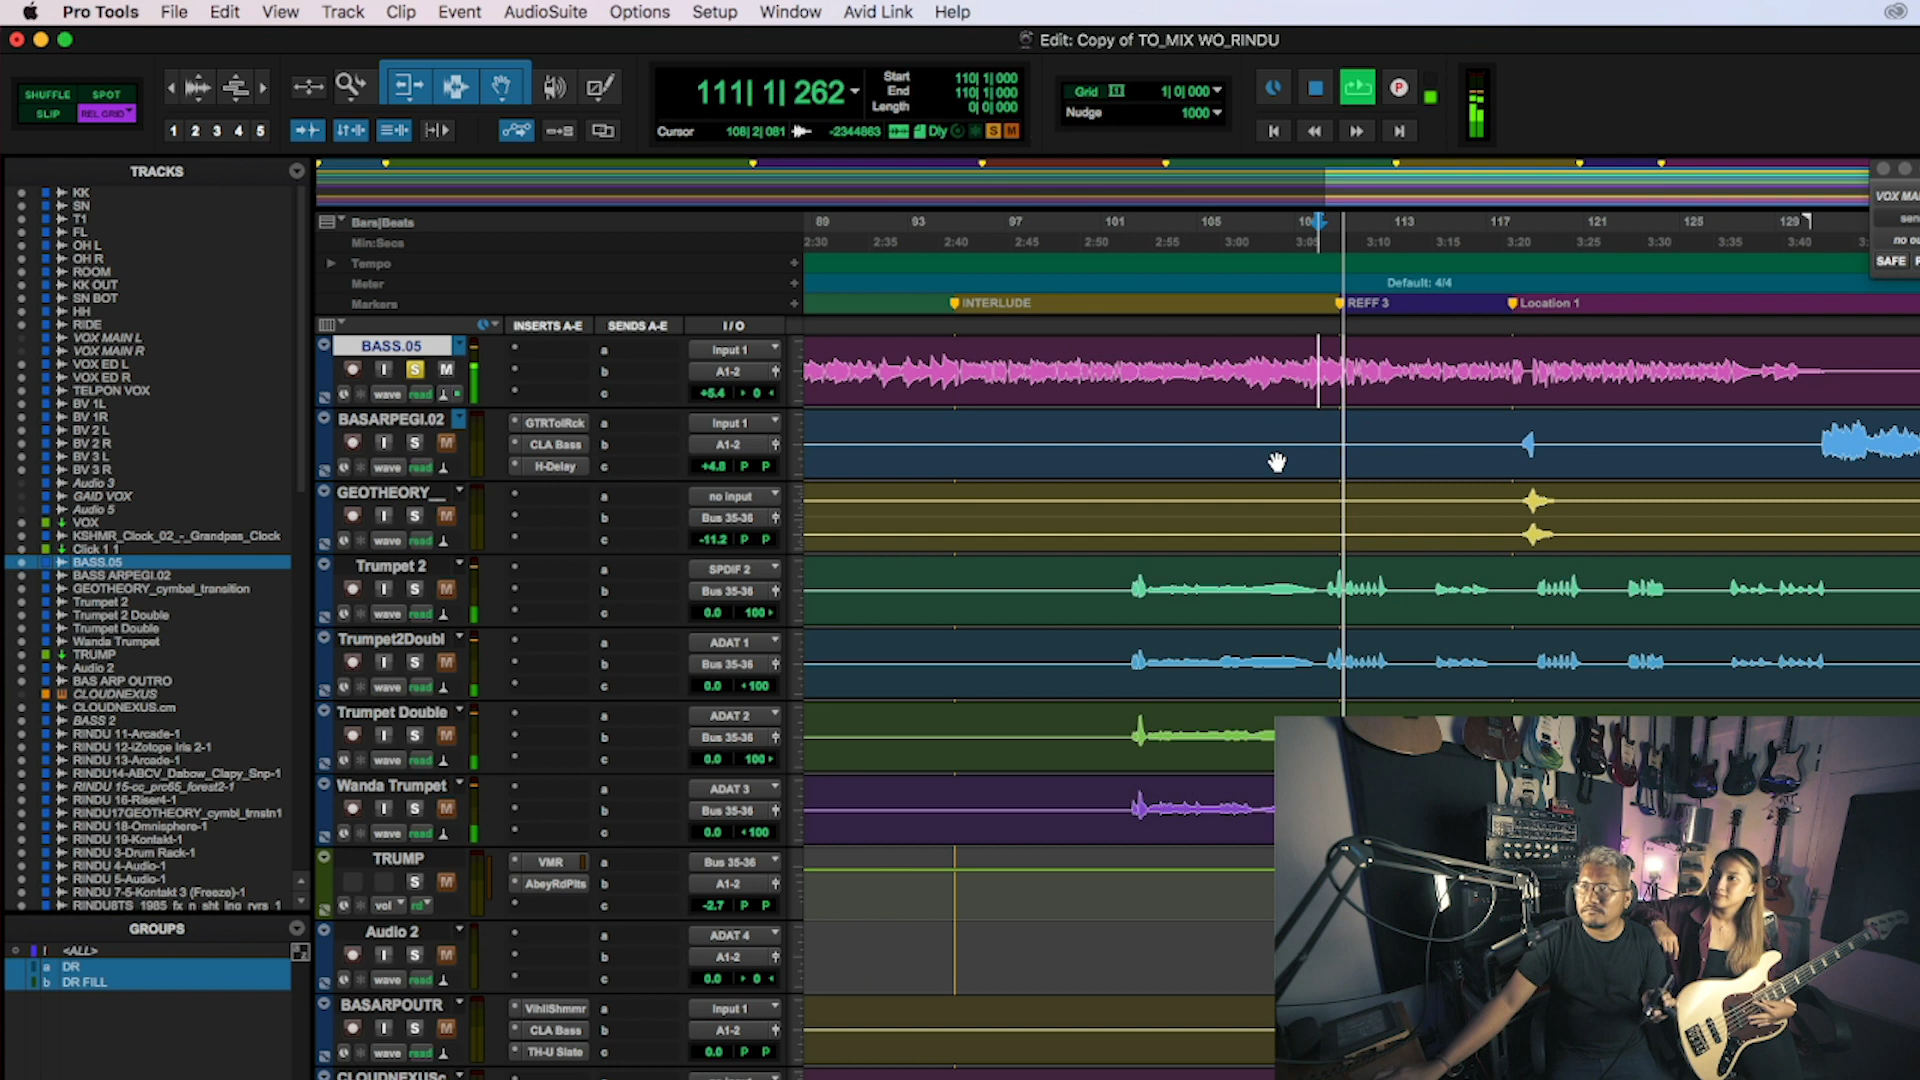 Pro Tools File Edit View Track Clip Event AudioSuite Options Setup Window Avid Link Help
Edit: Copy of TO_MIX WO_RINDU
SHUFFLE SPOT
SLIP REL GRID
1 2 3 4 5
111| 1| 262
Start 110| 1| 000
End 110| 1| 000
Length 0| 0| 000
Cursor 108| 2| 081 -2344863 Dly S M
Grid 1| 0| 000
Nudge 1000
P
TRACKS
KK
SN
T1
FL
OH L
OH R
ROOM
KK OUT
SN BOT
HH
RIDE
VOX MAIN L
VOX MAIN R
VOX ED L
VOX ED R
TELPON VOX
BV 1L
BV 1R
BV 2 L
BV 2 R
BV 3 L
BV 3 R
Audio 3
GAID VOX
Audio 5
VOX
KSHMR_Clock_02_-_Grandpas_Clock
Click 1 1
BASS.05
BASS ARPEGI.02
GEOTHEORY_cymbal_transition
Trumpet 2
Trumpet 2 Double
Trumpet Double
Wanda Trumpet
TRUMP
Audio 2
BAS ARP OUTRO
CLOUDNEXUS
CLOUDNEXUS.cm
BASS 2
RINDU 11-Arcade-1
RINDU 12-iZotope Iris 2-1
RINDU 13-Arcade-1
RINDU14-ABCV_Dabow_Clapy_Snp-1
RINDU 15-cc_prc65_forest2-1
RINDU 16-Riser4-1
RINDU17GEOTHEORY_cymbl_trnstn1
RINDU 18-Omnisphere-1
RINDU 19-Kontakt-1
RINDU 3-Drum Rack-1
RINDU 4-Audio-1
RINDU 5-Audio-1
RINDU 7-5-Kontakt 3 (Freeze)-1
RINDU8TS_1985_fx_n_sht_lng_rvrs_1
GROUPS
<ALL>
a DR
b DR FILL
Bars|Beats 89 93 97 101 105 113 117 121 125 129
Min:Secs 2:30 2:35 2:40 2:45 2:50 2:55 3:00 3:05 3:10 3:15 3:20 3:25 3:30 3:35 3:40
Tempo
Meter Default: 4/4
Markers INTERLUDE REFF 3 Location 1
INSERTS A-E SENDS A-E I/O
BASS.05 a Input 1
I S M b A1-2
wave read c +5.4 0
BASARPEGI.02 GTRTolRck a Input 1
I S M CLA Bass b A1-2
wave read H-Delay c +4.8 P P
GEOTHEORY__ a no input
I S M b Bus 35-36
wave read c -11.2 P P
Trumpet 2 a SPDIF 2
I S M b Bus 35-36
wave read c 0.0 100
Trumpet2Doubl a ADAT 1
I S M b Bus 35-36
wave read c 0.0 100
Trumpet Double a ADAT 2
I S M b Bus 35-36
wave read c 0.0 100
Wanda Trumpet a ADAT 3
I S M b Bus 35-36
wave read c 0.0 100
TRUMP VMR a Bus 35-36
S M AbeyRdPlts b A1-2
vol rd c -2.7 P P
Audio 2 a ADAT 4
I S M b A1-2
wave read c 0.0 0
BASARPOUTR VlhllShmmr a Input 1
I S M CLA Bass b A1-2
wave read TH-U Slate c 0.0 P P
VOX MAI
sen
no ou
SAFE P